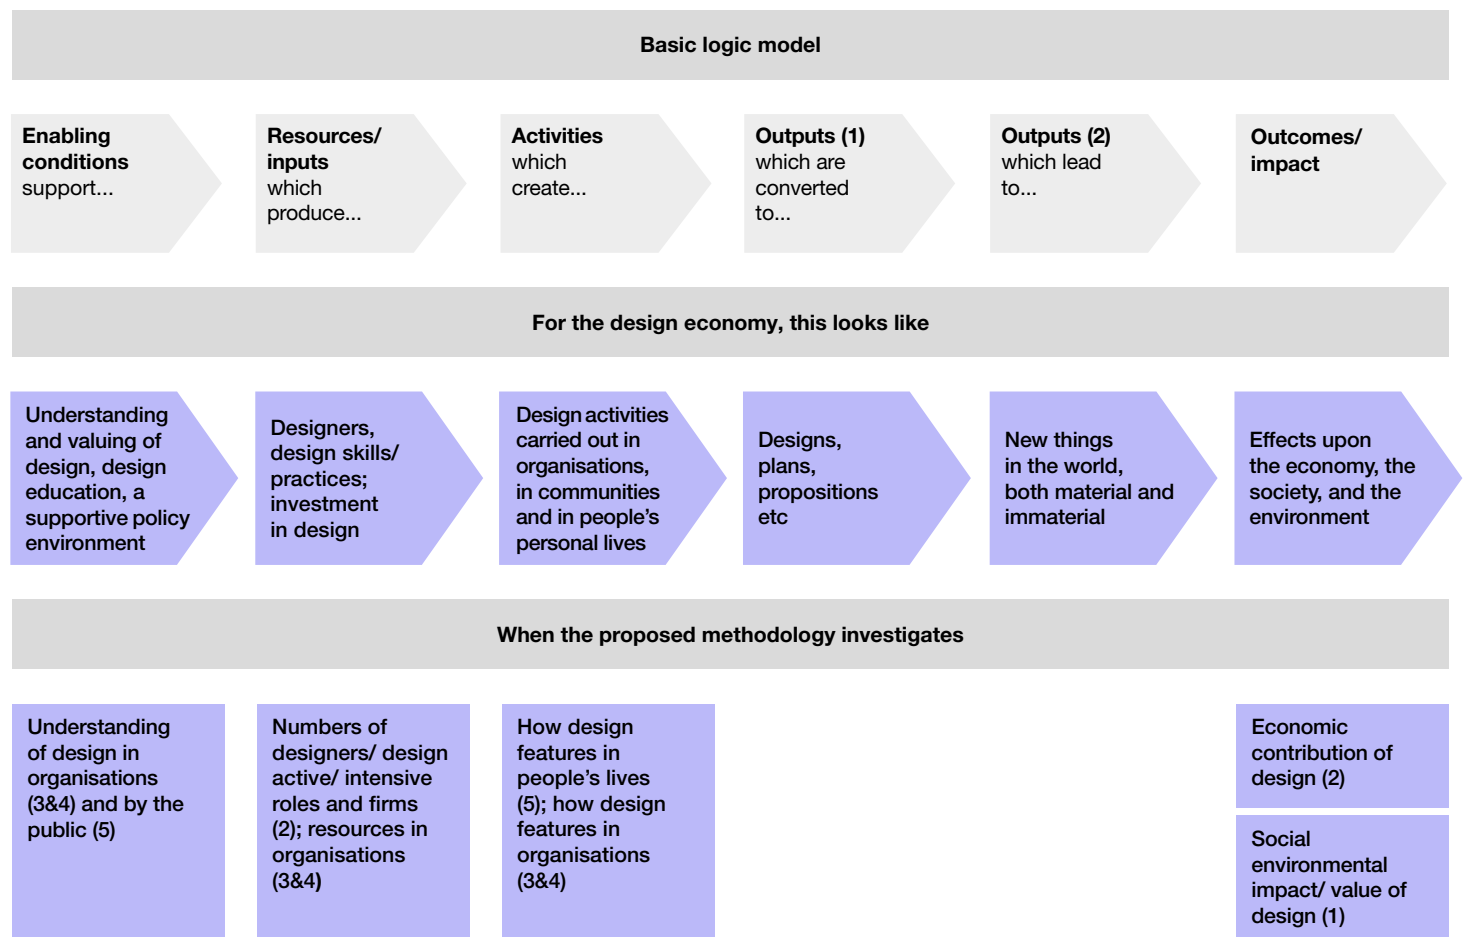 Basic logic model
Enabling
conditions
support...
Resources/
inputs
which
produce...
Activities
which
create...
Outputs (1)
which are
converted
to...
Outputs (2)
which lead
to...
Outcomes/
impact
For the design economy, this looks like
Understanding
and valuing of
design, design
education, a
supportive policy
environment
Designers,
design skills/
practices;
investment
in design
Design activities
carried out in
organisations,
in communities
and in people’s
personal lives
Designs,
plans,
propositions
etc
New things
in the world,
both material and
immaterial
Effects upon
the economy, the
society, and the
environment
When the proposed methodology investigates
Understanding
of design in
organisations
(3&4) and by the
public (5)
Numbers of
designers/ design
active/ intensive
roles and firms
(2); resources in
organisations
(3&4)
How design
features in
people’s lives
(5); how design
features in
organisations
(3&4)
Economic
contribution of
design (2)
Social
environmental
impact/ value of
design (1)